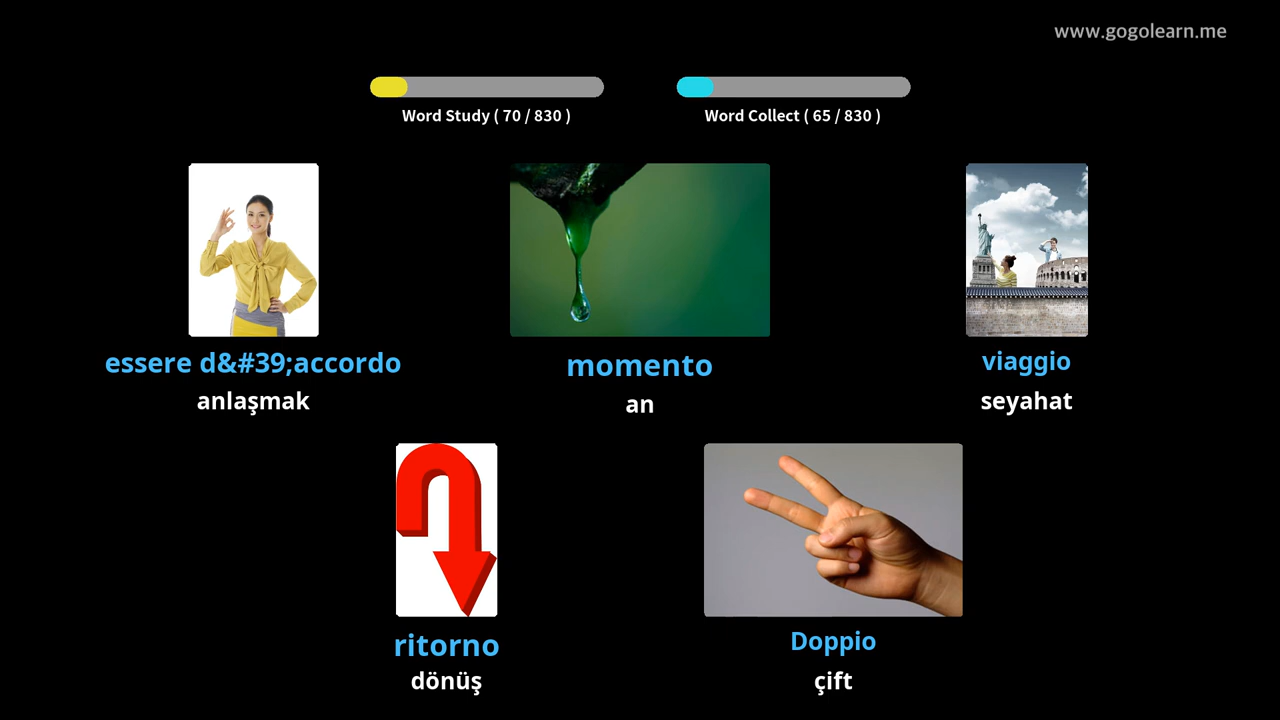 www.gogolearn.me
Word Study ( 70 / 830 )
Word Collect ( 65 / 830 )
essere d&#39;accordo
anlaşmak
momento
an
viaggio
seyahat
ritorno
dönüş
Doppio
çift